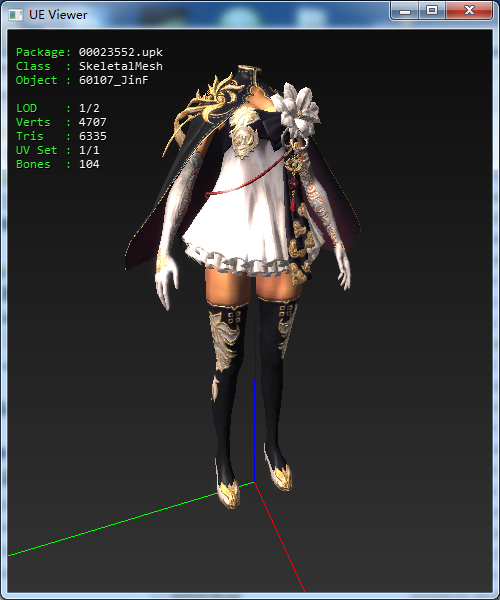 UE Viewer
Package: 00023552.upk
Class : SkeletalMesh
Object : 60107_JinF
LOD : 1/2
Verts : 4707
Tris : 6335
UV Set : 1/1
Bones : 104